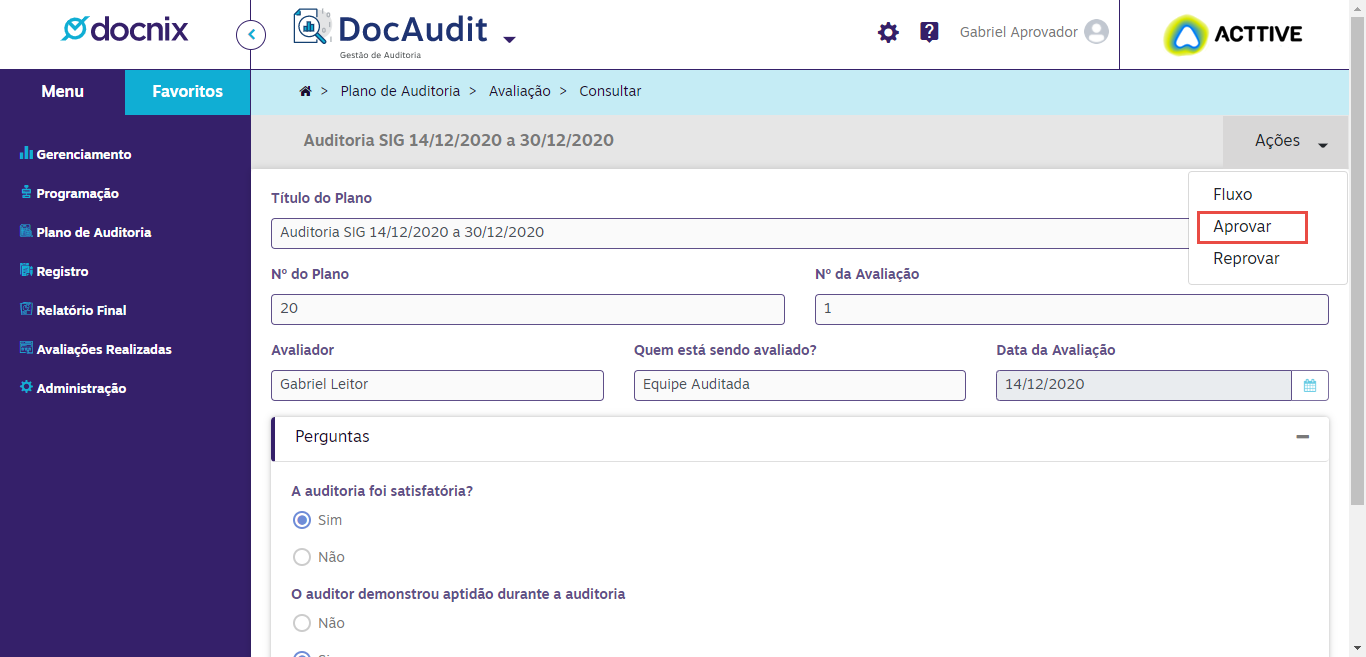 docnix
DocAudit
Gestão de Auditoria
Gabriel Aprovador
ACTTIVE
Menu
Favoritos
> Plano de Auditoria > Avaliação > Consultar
Gerenciamento
Programação
Plano de Auditoria
Registro
Relatório Final
Avaliações Realizadas
Administração
Auditoria SIG 14/12/2020 a 30/12/2020
Ações
Fluxo
Aprovar
Reprovar
Título do Plano
Auditoria SIG 14/12/2020 a 30/12/2020
Nº do Plano
Nº da Avaliação
20
1
Avaliador
Quem está sendo avaliado?
Data da Avaliação
Gabriel Leitor
Equipe Auditada
14/12/2020
Perguntas
A auditoria foi satisfatória?
Sim
Não
O auditor demonstrou aptidão durante a auditoria
Não